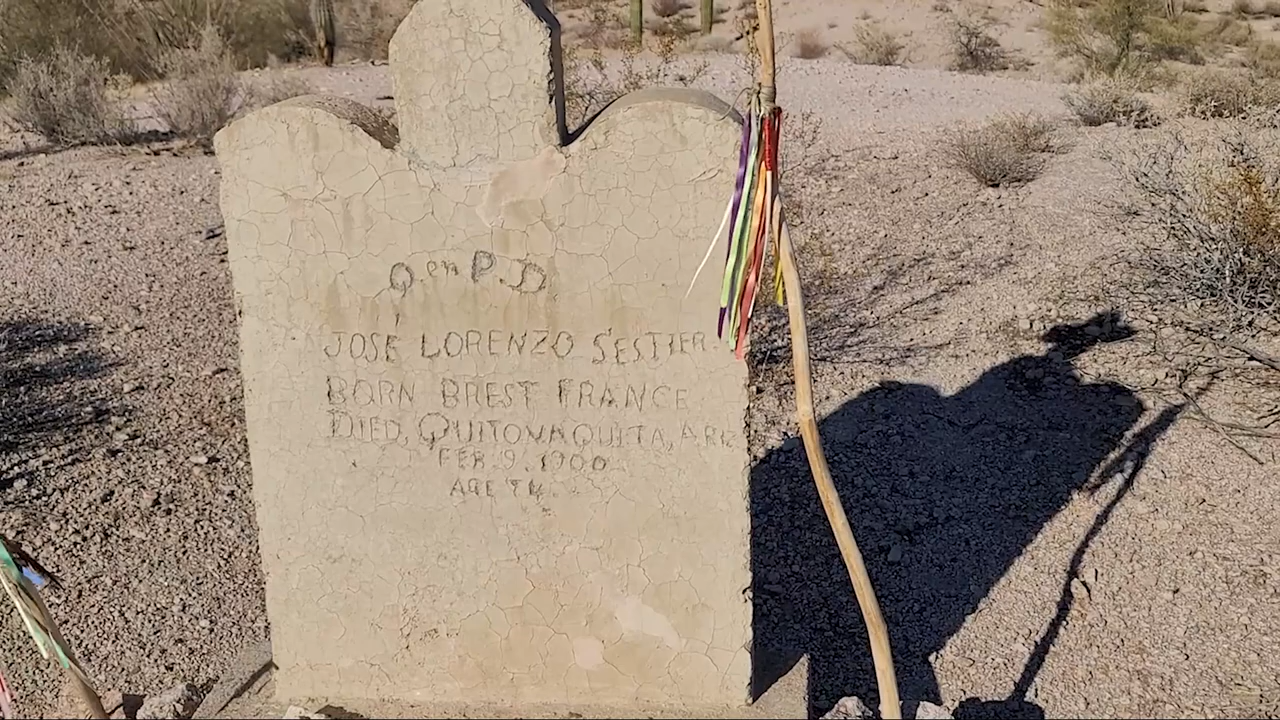 Q en P. D
JOSE LORENZO SESTIER
BORN BREST FRANCE
DIED, QUITOVAQUITA, ARIZ
FEB. 9. 1900
AGE 74